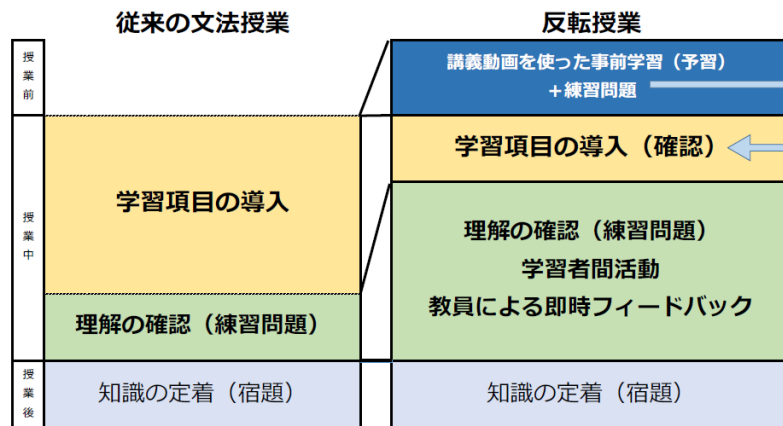 従来の文法授業
反転授業
授業前
講義動画を使った事前学習（予習）
＋練習問題
授業中
学習項目の導入
理解の確認（練習問題）
学習項目の導入（確認）
理解の確認（練習問題）
学習者間活動
教員による即時フィードバック
授業後
知識の定着（宿題）
知識の定着（宿題）